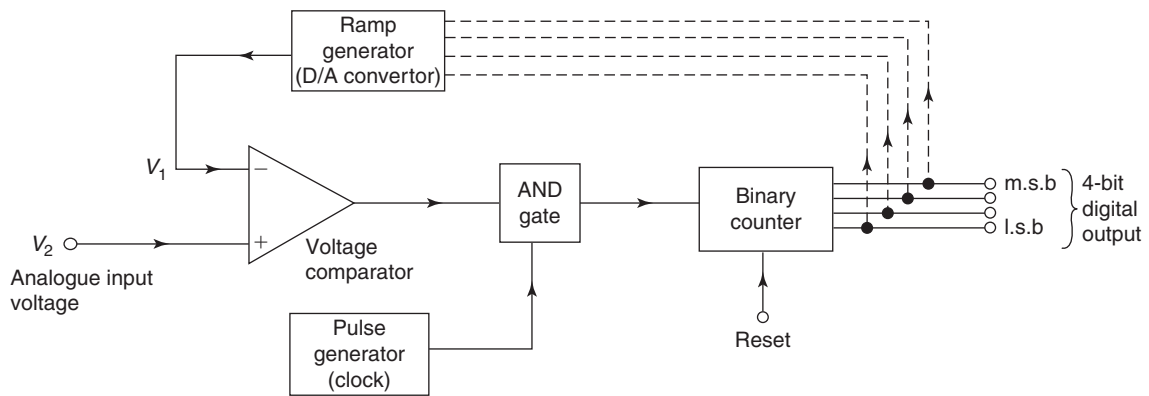 Ramp
generator
(D/A convertor)
V1
−
+
V2
Analogue input
voltage
Voltage
comparator
AND
gate
Pulse
generator
(clock)
Binary
counter
Reset
m.s.b
l.s.b
4-bit
digital
output